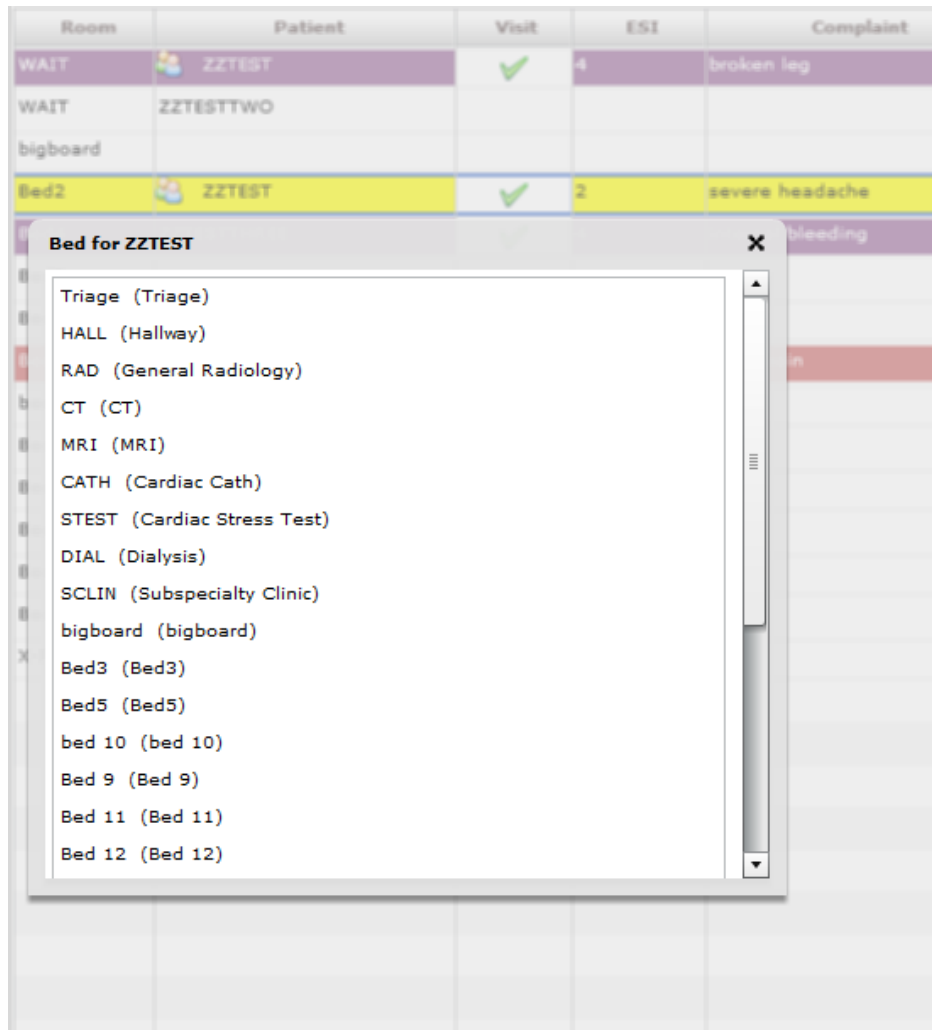 Room Patient Visit ESI Complaint
WAIT ZZTEST 4 broken leg
WAIT ZZTESTTWO
bigboard
Bed2 ZZTEST 2 severe headache
bleeding
Bed for ZZTEST
Triage (Triage)
HALL (Hallway)
RAD (General Radiology)
CT (CT)
MRI (MRI)
CATH (Cardiac Cath)
STEST (Cardiac Stress Test)
DIAL (Dialysis)
SCLIN (Subspecialty Clinic)
bigboard (bigboard)
Bed3 (Bed3)
Bed5 (Bed5)
bed 10 (bed 10)
Bed 9 (Bed 9)
Bed 11 (Bed 11)
Bed 12 (Bed 12)